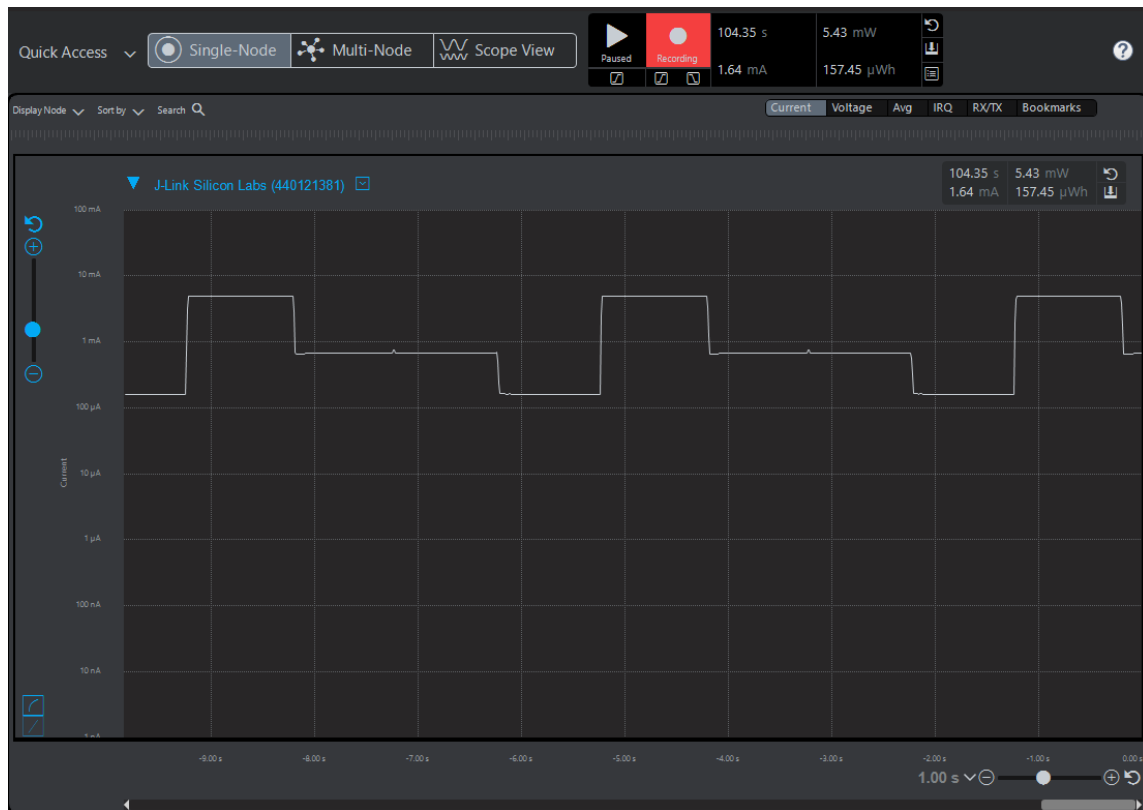 Quick Access Single-Node Multi-Node Scope View
Paused Recording
104.35 s 5.43 mW
1.64 mA 157.45 µWh
?
Display Node Sort by Search
Current Voltage Avg IRQ RX/TX Bookmarks
J-Link Silicon Labs (440121381)
104.35 s 5.43 mW
1.64 mA 157.45 µWh
100 mA
10 mA
1 mA
100 µA
Current
10 µA
1 µA
100 nA
10 nA
1 nA
-9.00 s -8.00 s -7.00 s -6.00 s -5.00 s -4.00 s -3.00 s -2.00 s -1.00 s 0.00 s
1.00 s